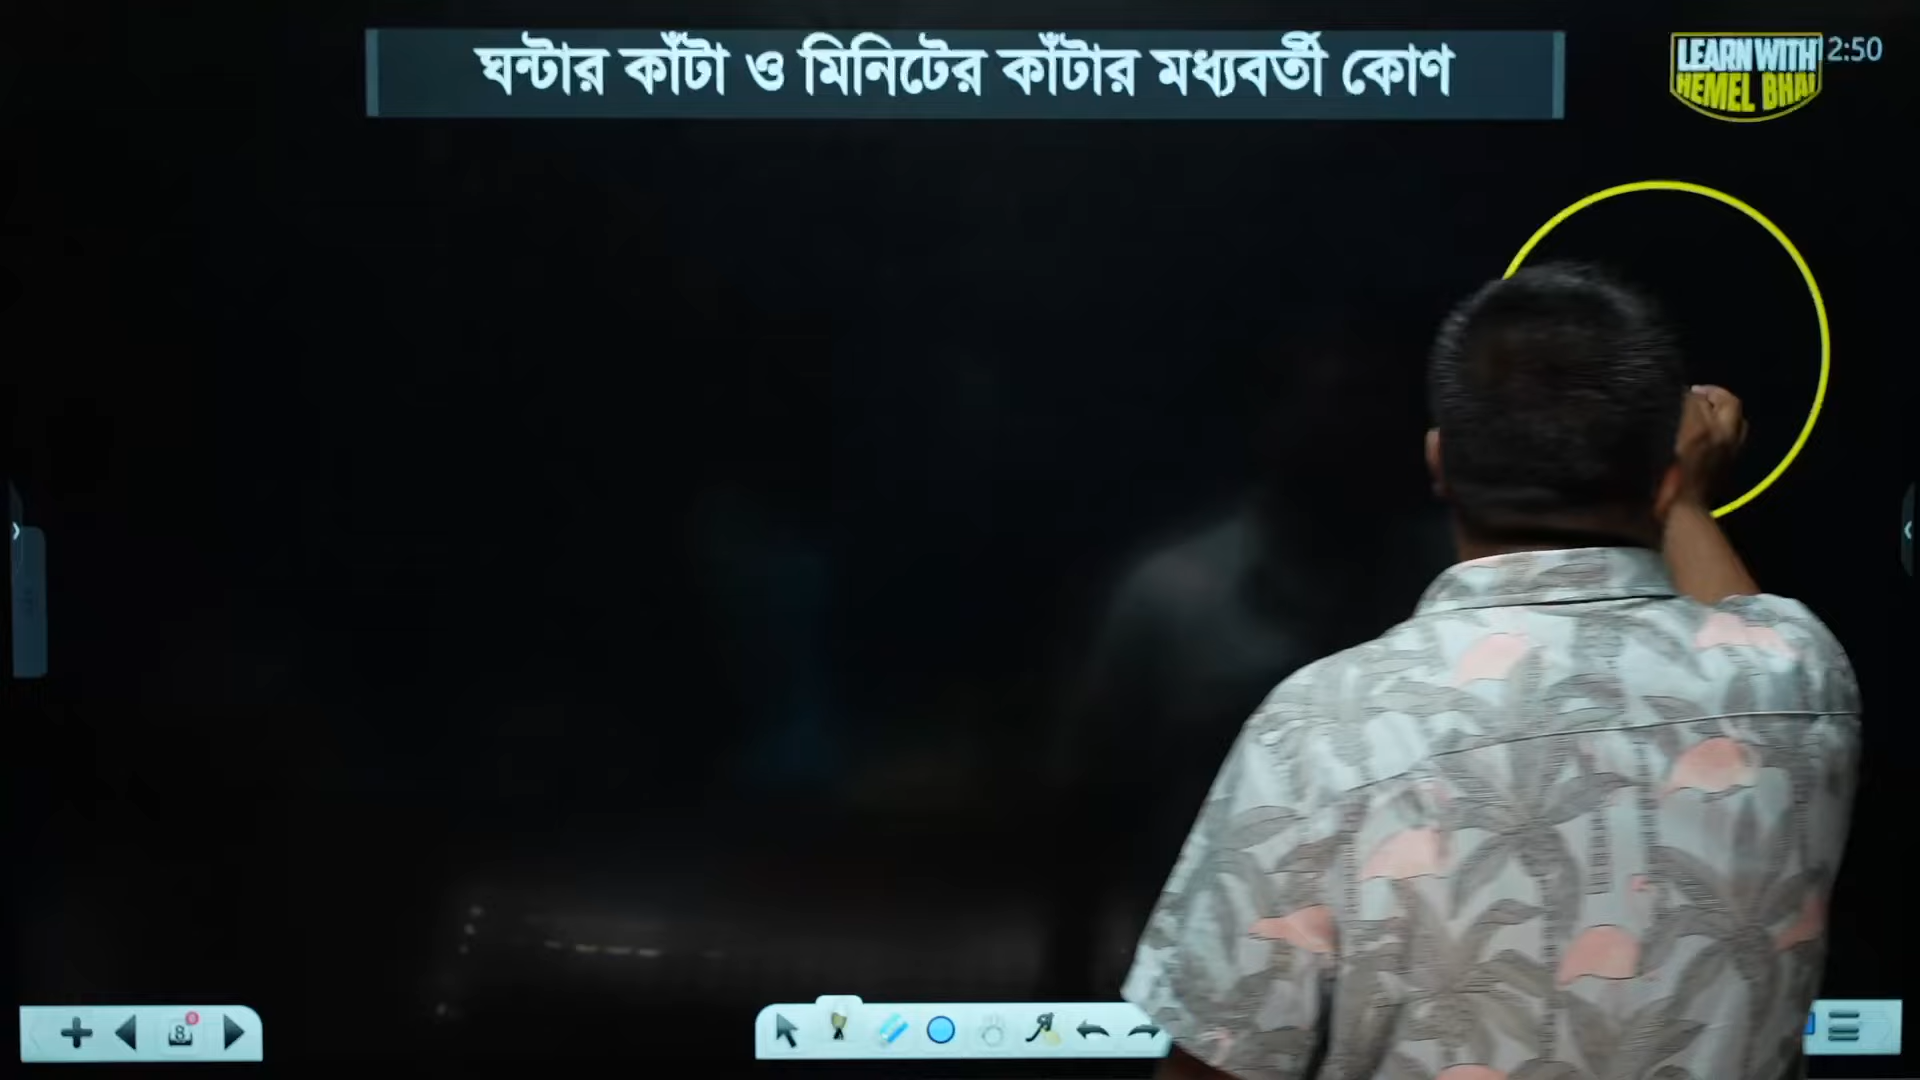 ঘন্টার কাঁটা ও মিনিটের কাঁটার মধ্যবর্তী কোণ
LEARN WITH
HEMEL BHAI
2:50
8